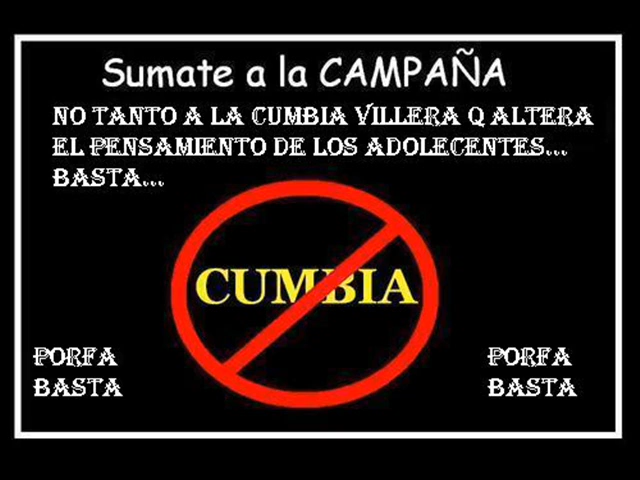 Sumate a la CAMPAÑA
NO TANTO A LA CUMBIA VILLERA Q ALTERA
EL PENSAMIENTO DE LOS ADOLECENTES...
BASTA...
CUMBIA
PORFA
BASTA
PORFA
BASTA